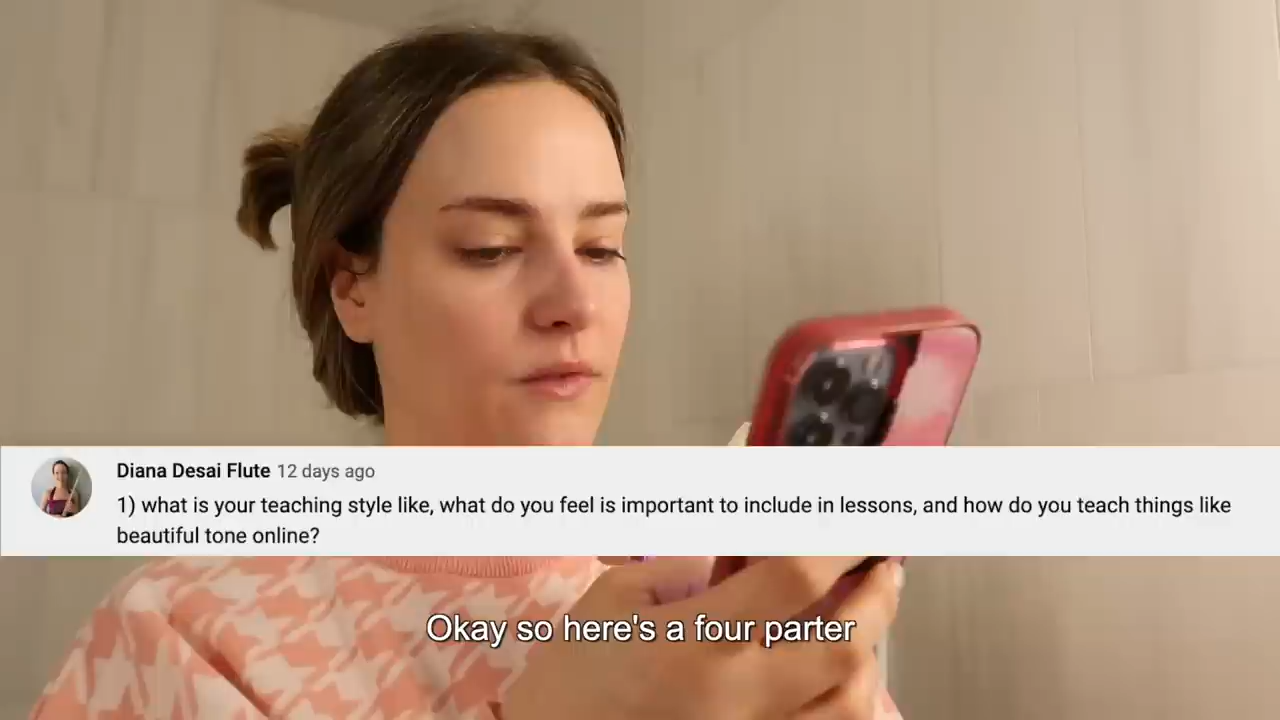 Diana Desai Flute 12 days ago
1) what is your teaching style like, what do you feel is important to include in lessons, and how do you teach things like
beautiful tone online?
Okay so here's a four parter